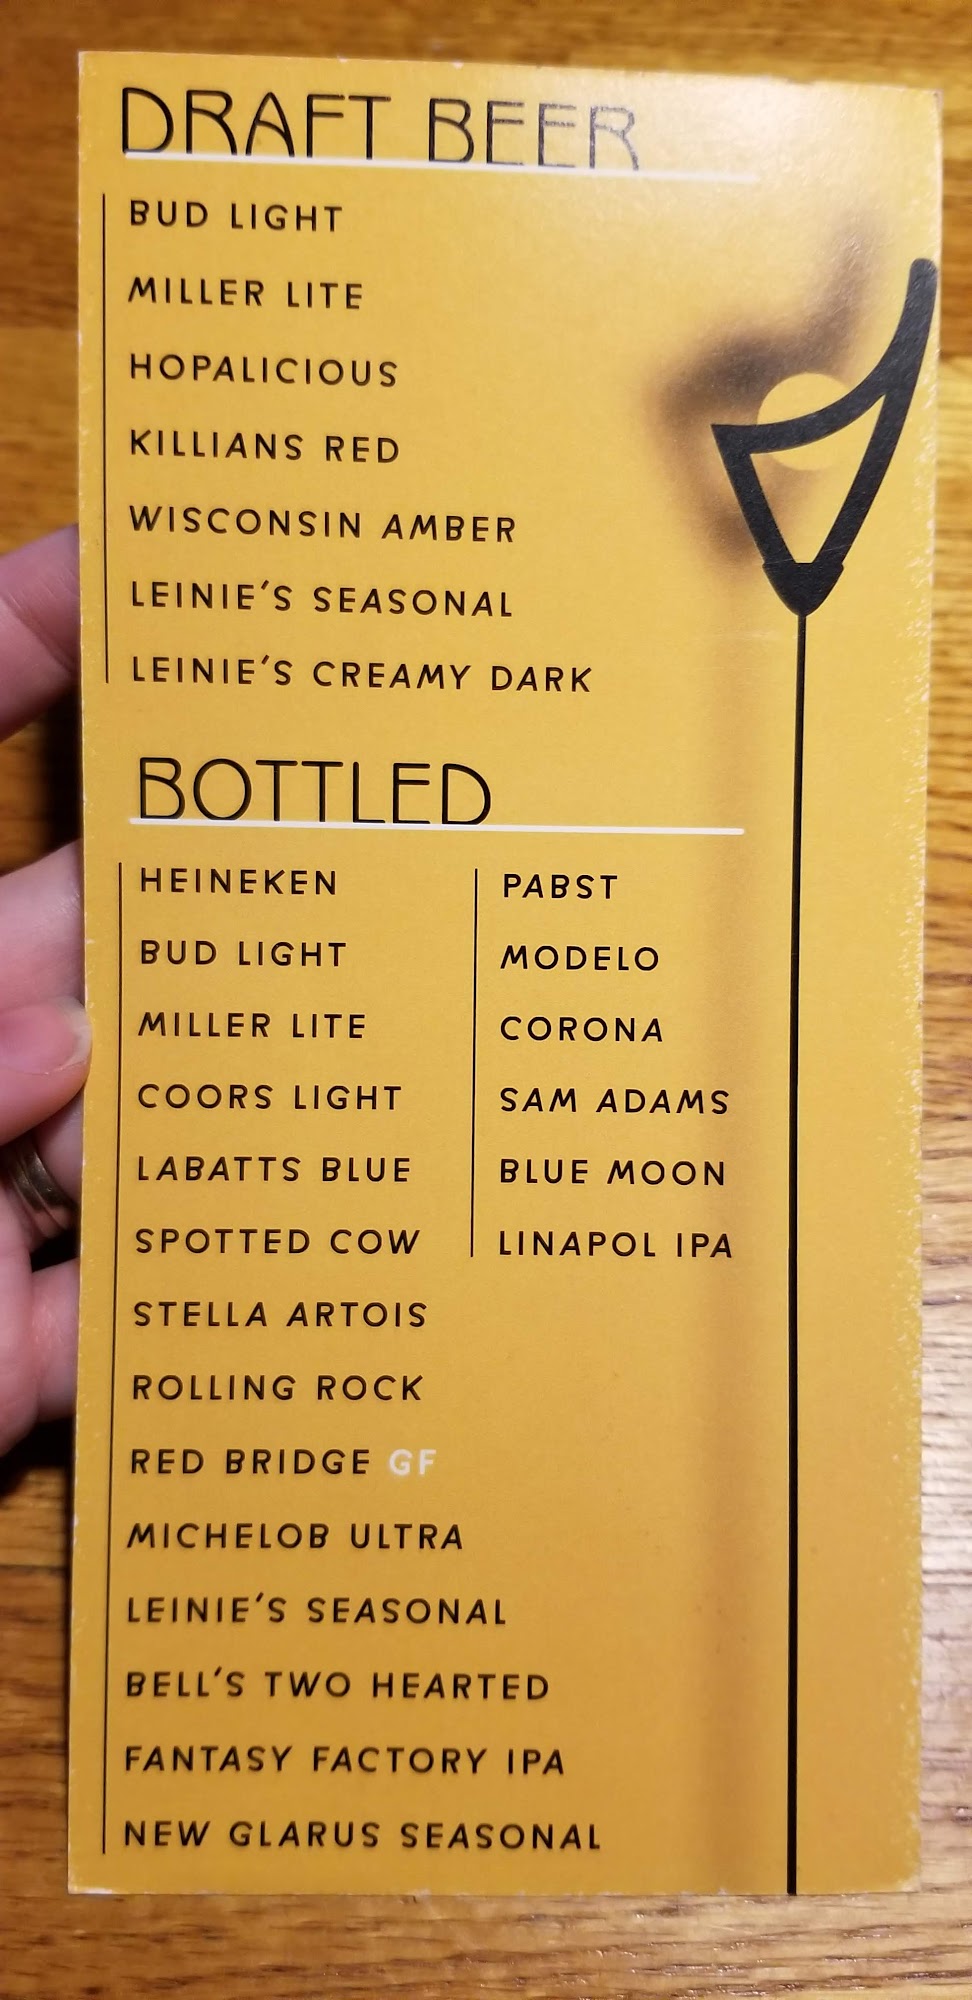 DRAFT BEER
BUD LIGHT
MILLER LITE
HOPALICIOUS
KILLIANS RED
WISCONSIN AMBER
LEINIE'S SEASONAL
LEINIE'S CREAMY DARK
BOTTLED
HEINEKEN
BUD LIGHT
MILLER LITE
COORS LIGHT
LABATTS BLUE
SPOTTED COW
STELLA ARTOIS
ROLLING ROCK
RED BRIDGE GF
MICHELOB ULTRA
LEINIE'S SEASONAL
BELL'S TWO HEARTED
FANTASY FACTORY IPA
NEW GLARUS SEASONAL
PABST
MODELO
CORONA
SAM ADAMS
BLUE MOON
LINAPOL IPA